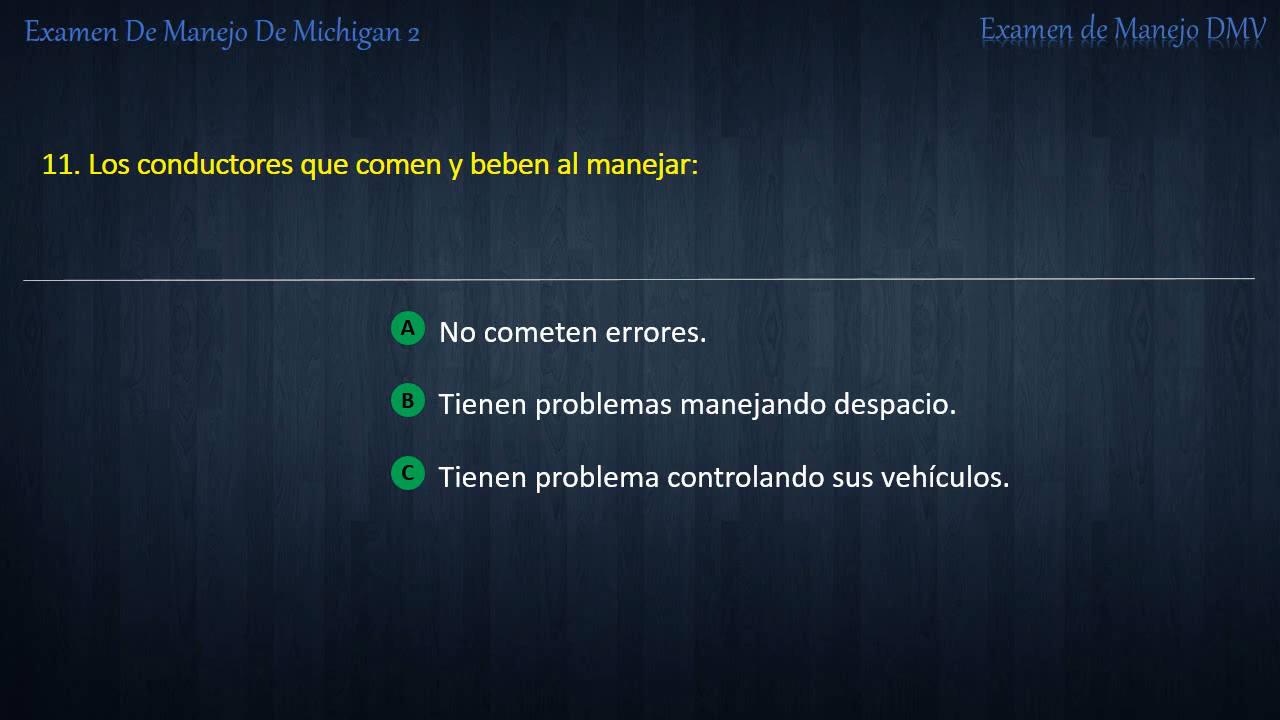 Examen De Manejo De Michigan 2
Examen de Manejo DMV
11. Los conductores que comen y beben al manejar:
A No cometen errores.
B Tienen problemas manejando despacio.
C Tienen problema controlando sus vehículos.